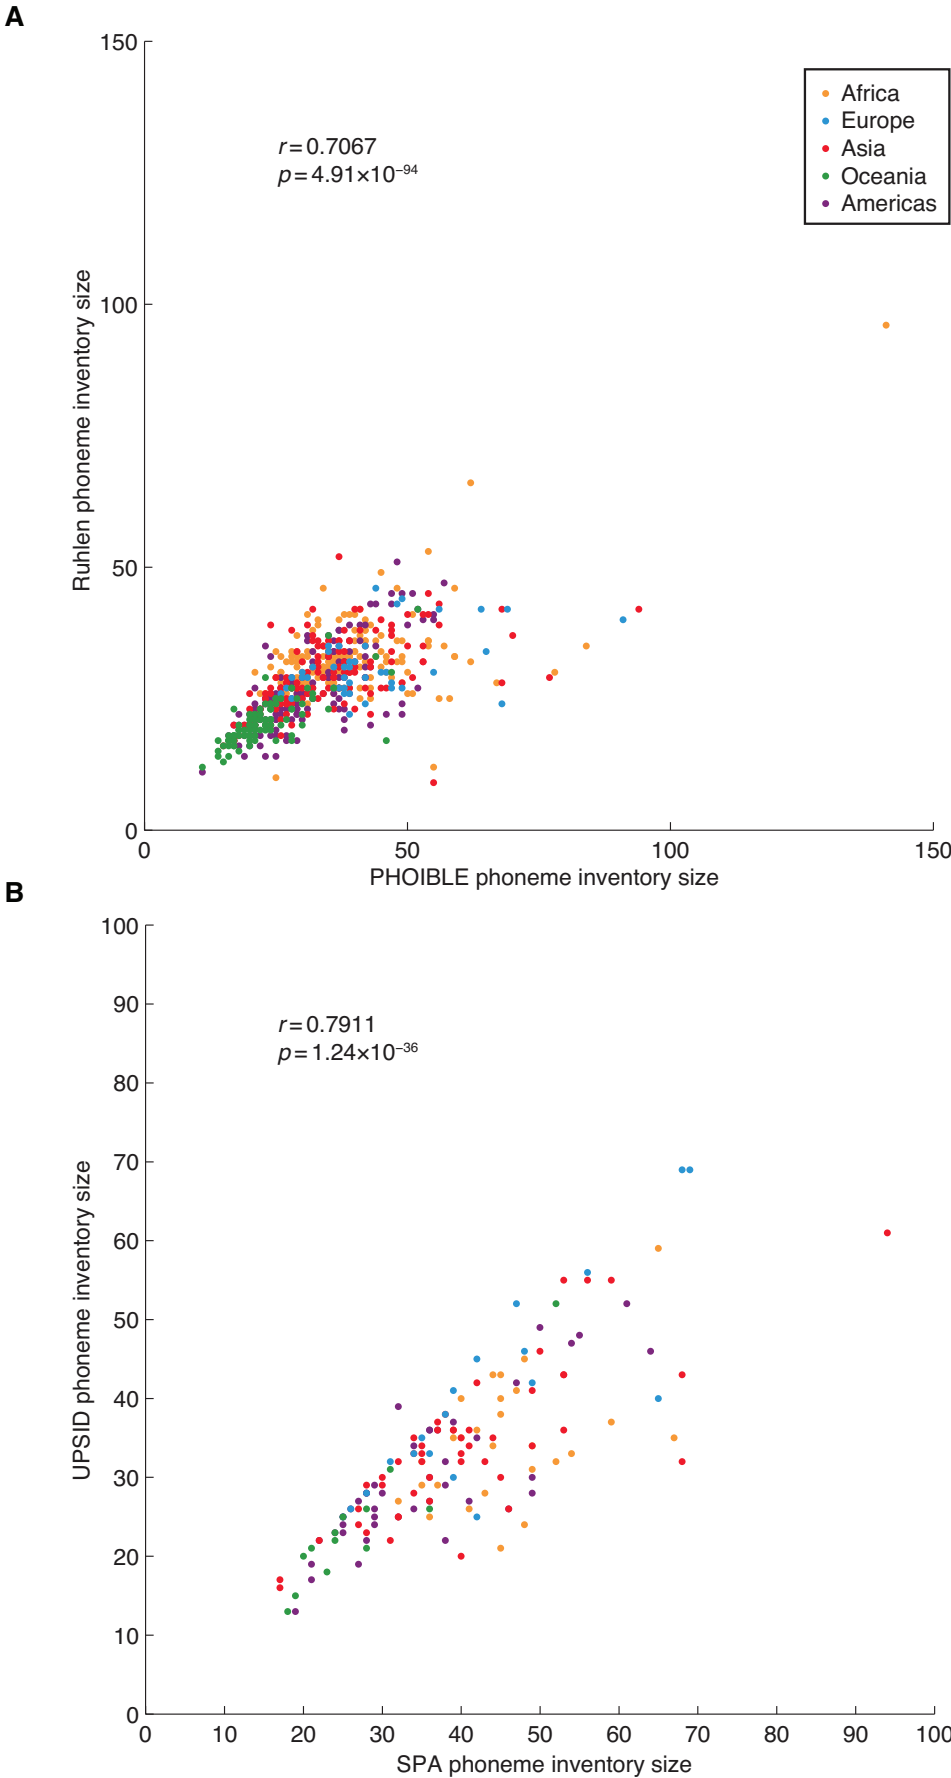 A
150
100
50
0
0
50
100
150
Ruhlen phoneme inventory size
PHOIBLE phoneme inventory size
r=0.7067
p=4.91×10⁻⁹⁴
Africa
Europe
Asia
Oceania
Americas
B
100
90
80
70
60
50
40
30
20
10
0
0
10
20
30
40
50
60
70
80
90
100
UPSID phoneme inventory size
SPA phoneme inventory size
r=0.7911
p=1.24×10⁻³⁶